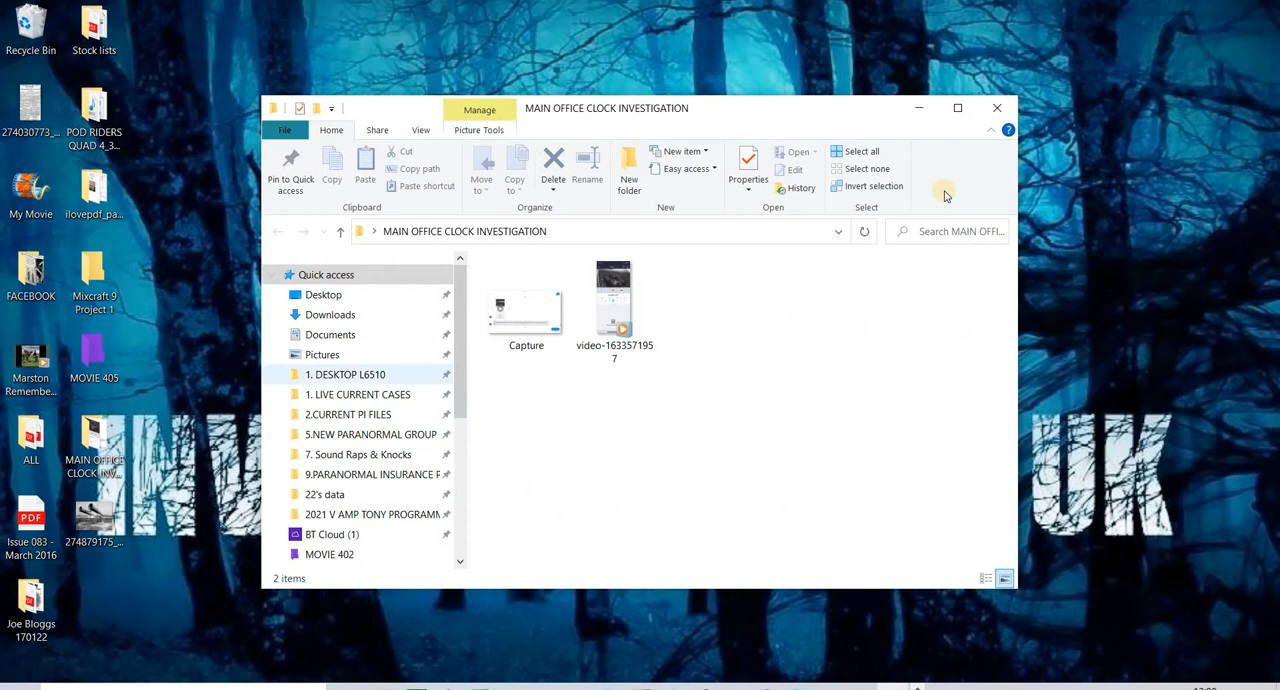 Recycle Bin
Stock lists
274030773_...
POD RIDERS
QUAD 4_3...
My Movie
ilovepdf_pa...
FACEBOOK
Mixcraft 9
Project 1
Marston
Remembe...
MOVIE 405
ALL
MAIN OFFICE
CLOCK INV...
Issue 083 -
March 2016
274879175_...
Joe Bloggs
170122
PDF
UK
Manage
MAIN OFFICE CLOCK INVESTIGATION
File
Home
Share
View
Picture Tools
Pin to Quick
access
Copy
Paste
Cut
Copy path
Paste shortcut
Clipboard
Move
to
Copy
to
Delete
Rename
Organize
New
folder
New item
Easy access
New
Properties
Open
Edit
History
Open
Select all
Select none
Invert selection
Select
MAIN OFFICE CLOCK INVESTIGATION
Search MAIN OFFI...
Quick access
Desktop
Downloads
Documents
Pictures
1. DESKTOP L6510
1. LIVE CURRENT CASES
2.CURRENT PI FILES
5.NEW PARANORMAL GROUP
7. Sound Raps & Knocks
9.PARANORMAL INSURANCE F
22's data
2021 V AMP TONY PROGRAMM
BT Cloud (1)
MOVIE 402
Capture
video-163357195
7
2 items